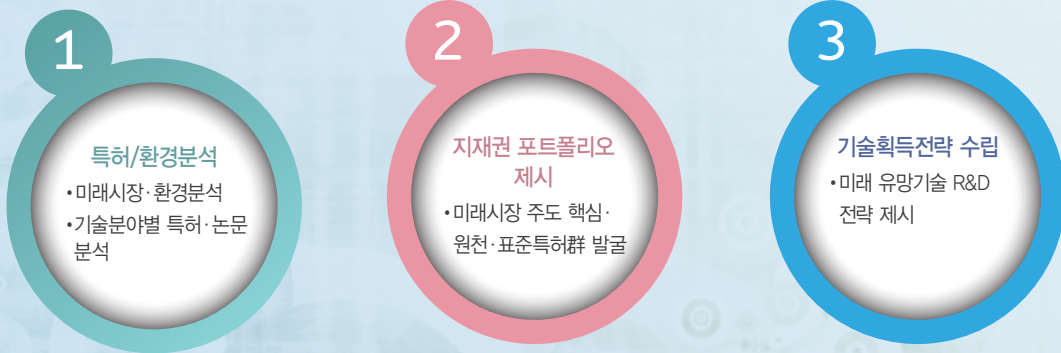 1
특허/환경분석
•미래시장·환경분석
•기술분야별 특허·논문
분석
2
지재권 포트폴리오
제시
•미래시장 주도 핵심·
원천·표준특허群 발굴
3
기술획득전략 수립
•미래 유망기술 R&D
전략 제시